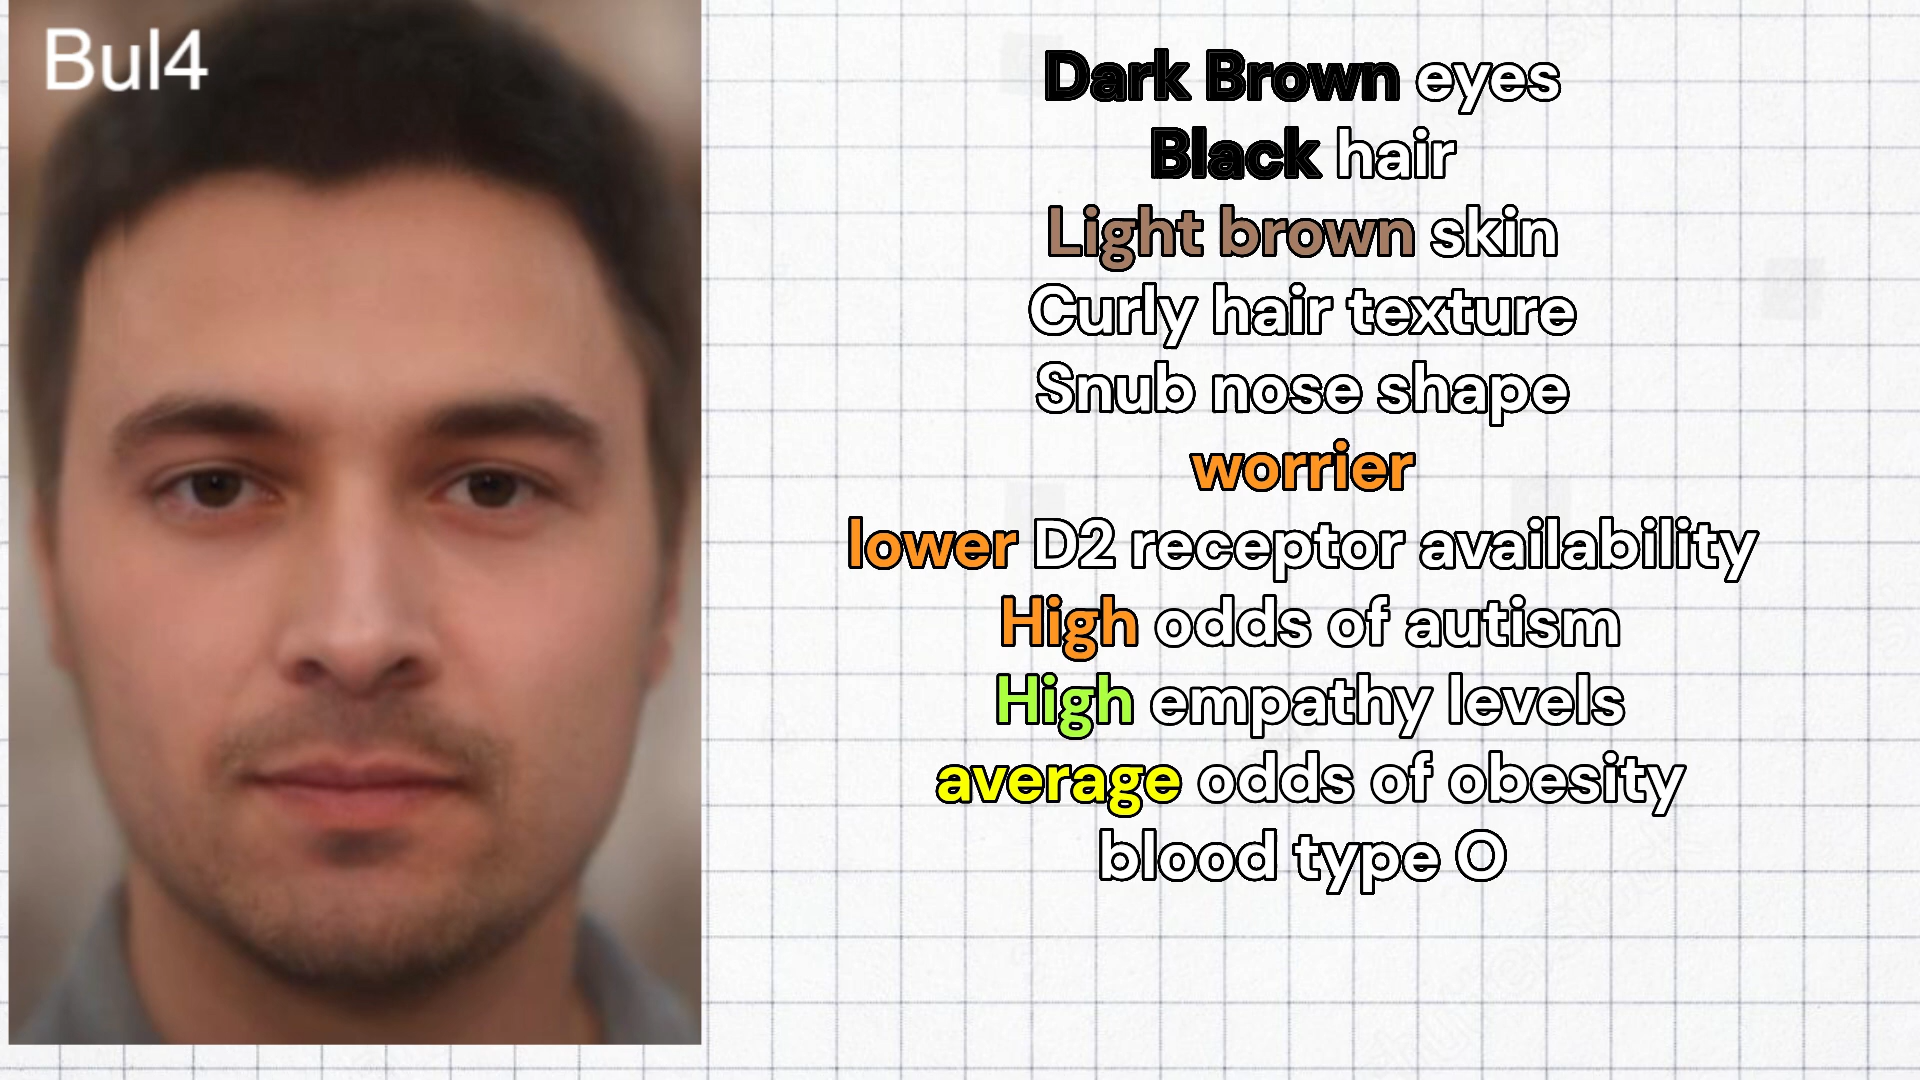 Bul4
Dark Brown eyes
Black hair
Light brown skin
Curly hair texture
Snub nose shape
worrier
lower D2 receptor availability
High odds of autism
High empathy levels
average odds of obesity
blood type O